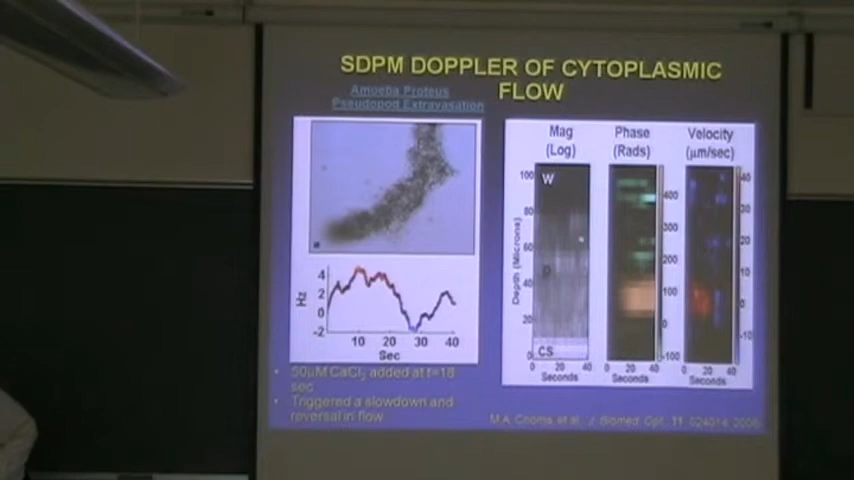 SDPM DOPPLER OF CYTOPLASMIC
FLOW
Amoeba Proteus
Pseudopod Extravasation
Hz
4
2
0
-2
10 20 30 40
Sec
• 50uM CaCl₂ added at t=18
sec
• Triggered a slowdown and
reversal in flow
Mag
(Log)
Phase
(Rads)
Velocity
(µm/sec)
Depth (Microns)
100
80
60
40
20
0
W
CS
0 20 40
Seconds
400
300
200
100
0
-100
0 20 40
Seconds
40
30
20
10
0
-10
0 20 40
Seconds
M.A. Choma, et al., J. Biomed. Opt., 11, 024014, 2006